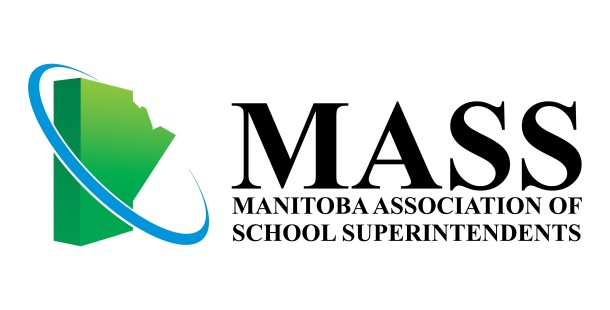 MASS
MANITOBA ASSOCIATION OF
SCHOOL SUPERINTENDENTS